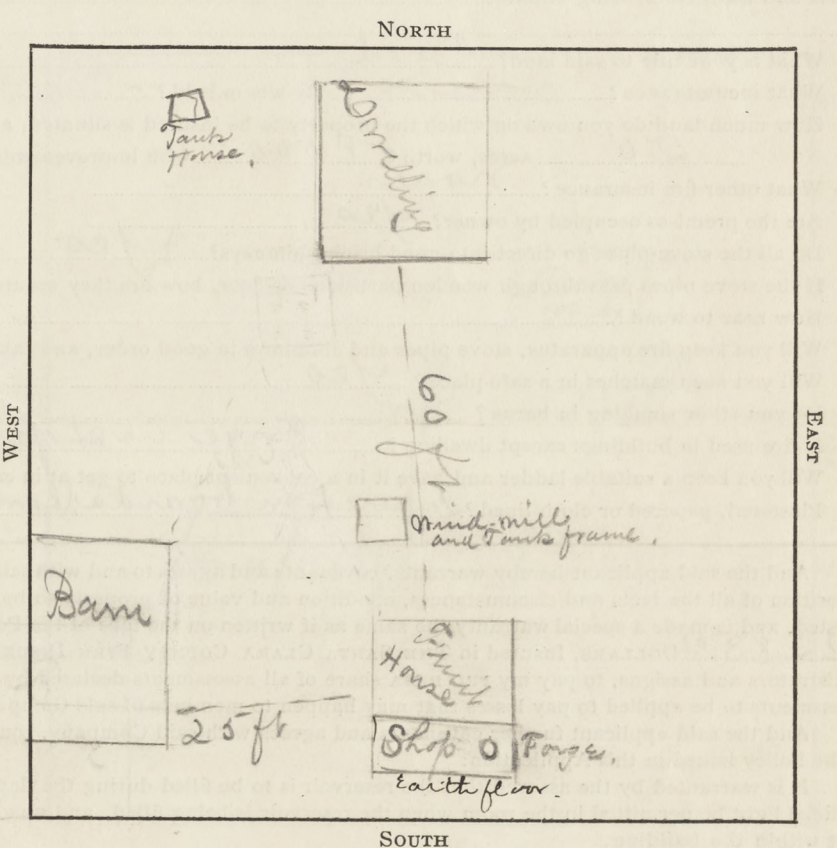 NORTH
Tank
House.
Dwelling
60 ft
WEST
EAST
Wind-mill
and Tank frame.
Barn
House
25 ft
Shop
Forge
Earth floor
SOUTH